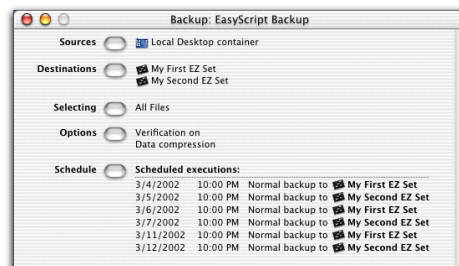 Backup: EasyScript Backup
Sources Local Desktop container
Destinations My First EZ Set
My Second EZ Set
Selecting All Files
Options Verification on
Data compression
Schedule Scheduled executions:
3/4/2002 10:00 PM Normal backup to My First EZ Set
3/5/2002 10:00 PM Normal backup to My Second EZ Set
3/6/2002 10:00 PM Normal backup to My First EZ Set
3/7/2002 10:00 PM Normal backup to My Second EZ Set
3/11/2002 10:00 PM Normal backup to My First EZ Set
3/12/2002 10:00 PM Normal backup to My Second EZ Set